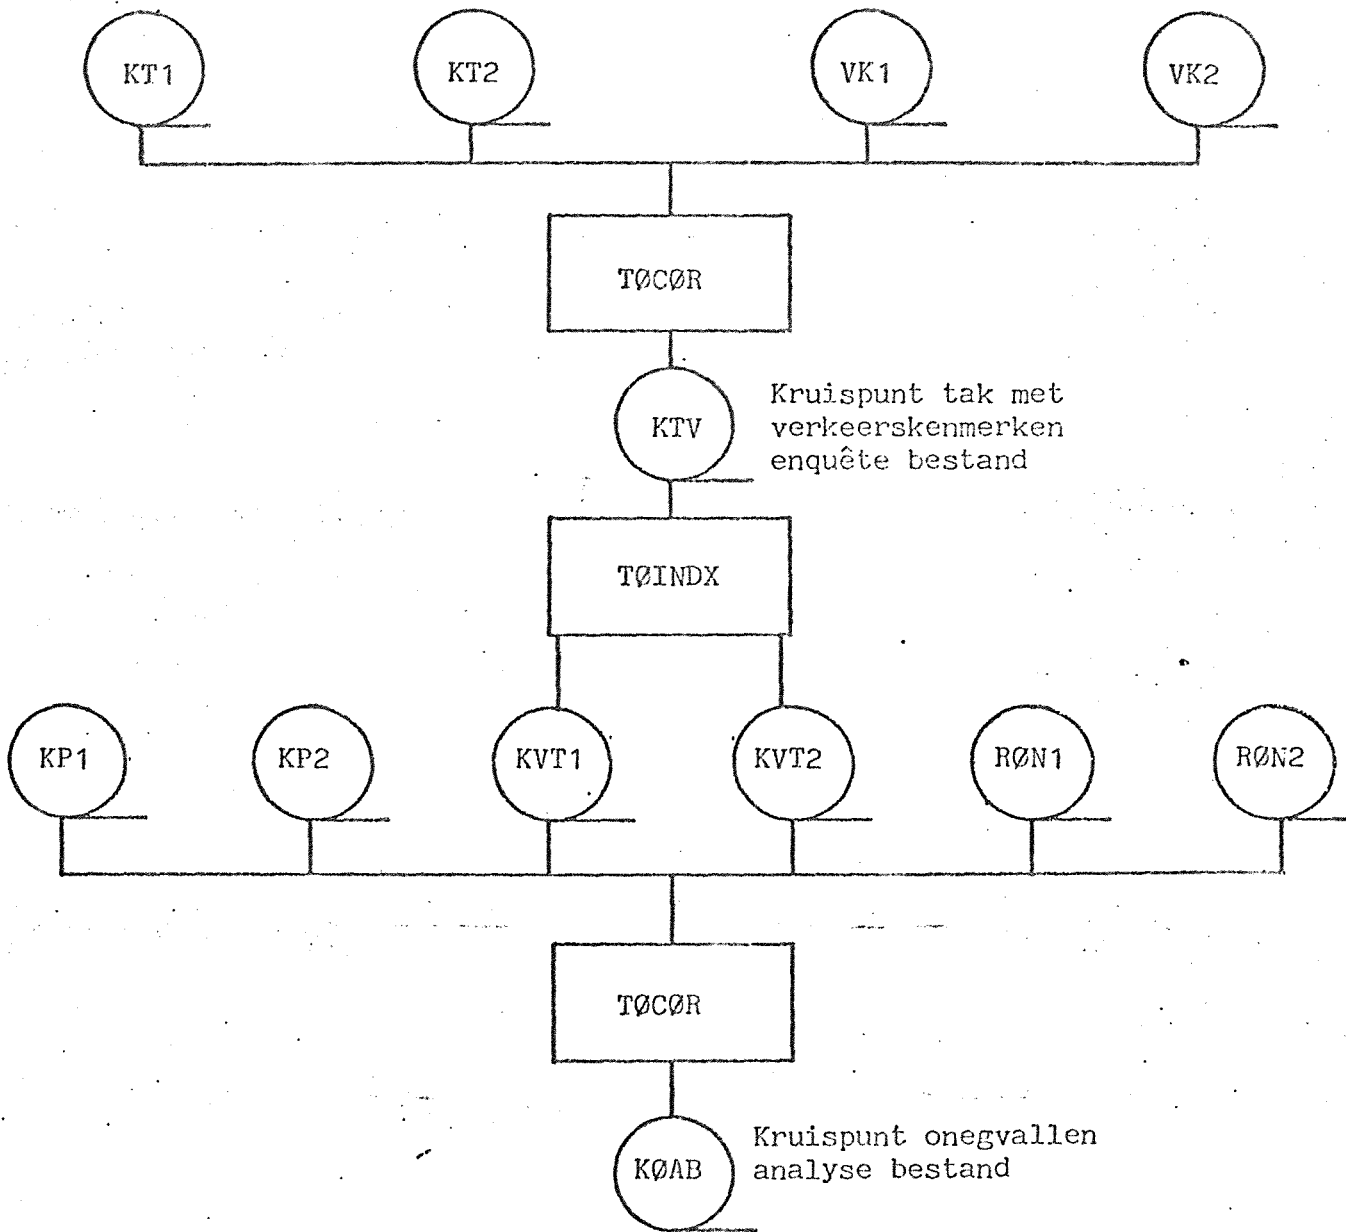 KT1
KT2
VK1
VK2
TØCØR
KTV
Kruispunt tak met
verkeerskenmerken
enquête bestand
TØINDX
KP1
KP2
KVT1
KVT2
RØN1
RØN2
TØCØR
KØAB
Kruispunt onegvallen
analyse bestand